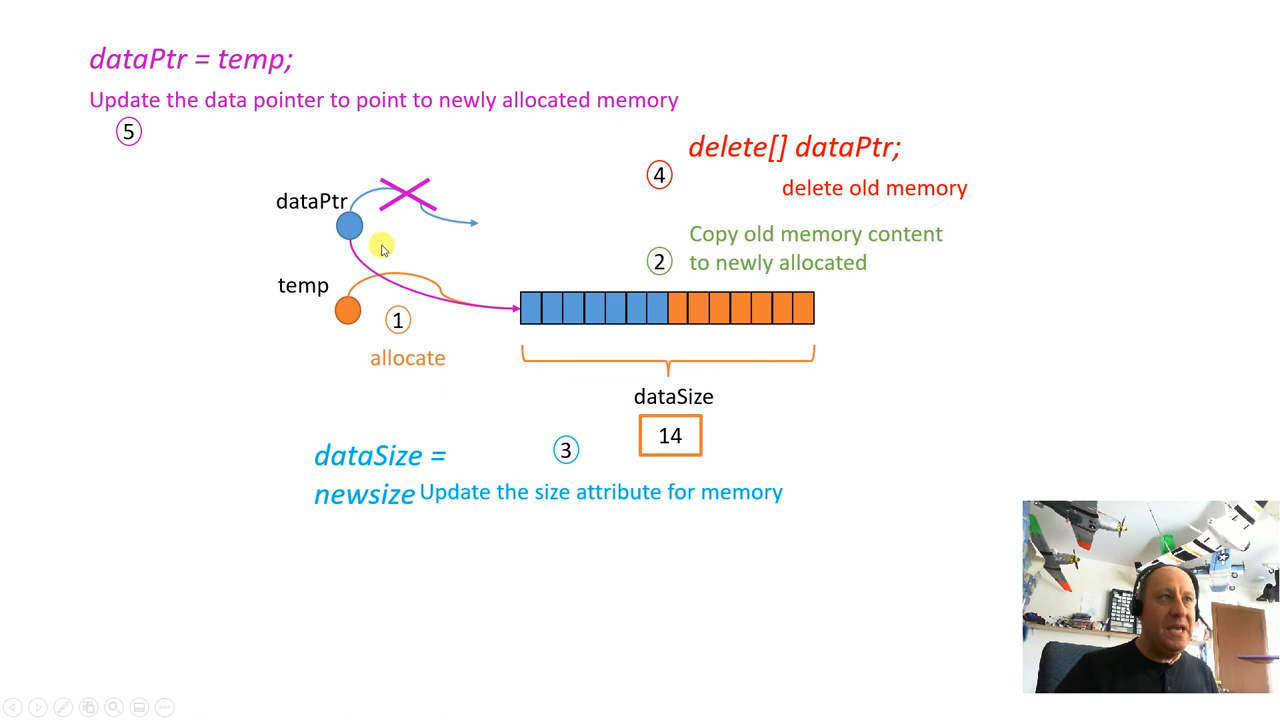 dataPtr = temp;
Update the data pointer to point to newly allocated memory
5
delete[] dataPtr;
4
delete old memory
dataPtr
Copy old memory content
2
to newly allocated
temp
1
allocate
dataSize
14
dataSize =
3
newsize
Update the size attribute for memory